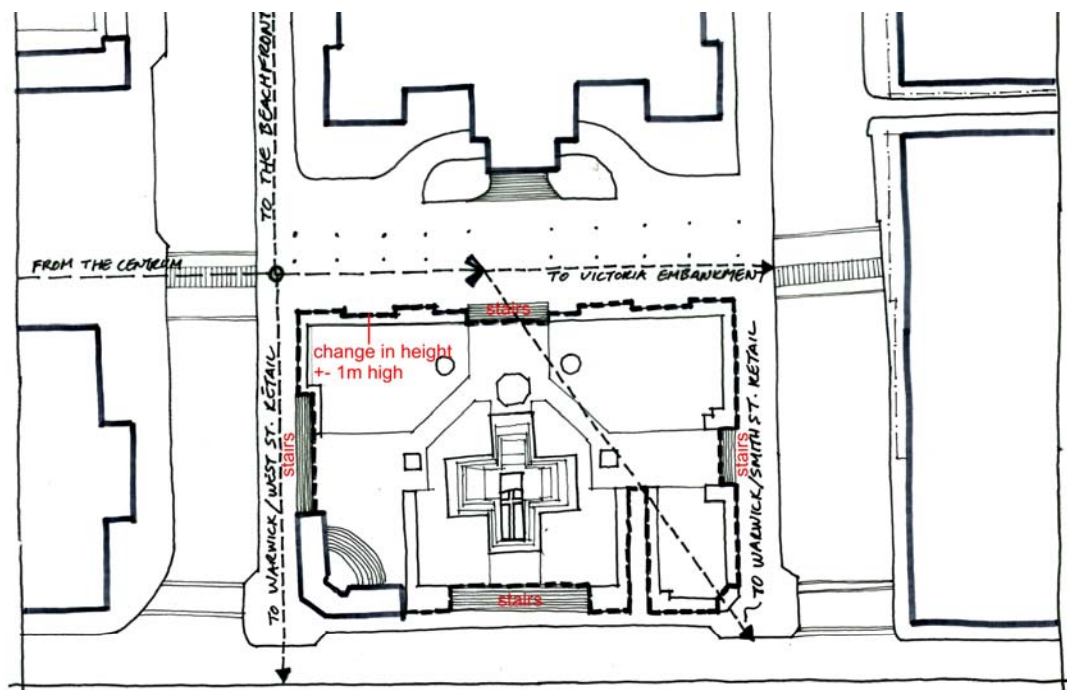 TO THE BEACHFRONT
FROM THE CENTRUM
TO VICTORIA EMBANKMENT
stairs
change in height
+- 1m high
stairs
stairs
TO WARWICK/WEST ST. RETAIL
TO WARWICK/SMITH ST. RETAIL
stairs